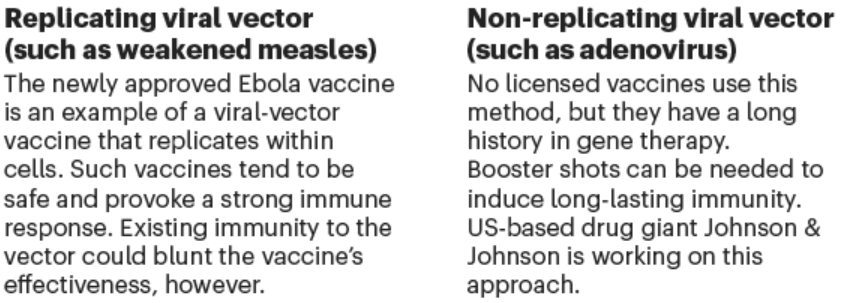 Replicating viral vector
(such as weakened measles)
The newly approved Ebola vaccine
is an example of a viral-vector
vaccine that replicates within
cells. Such vaccines tend to be
safe and provoke a strong immune
response. Existing immunity to the
vector could blunt the vaccine’s
effectiveness, however.
Non-replicating viral vector
(such as adenovirus)
No licensed vaccines use this
method, but they have a long
history in gene therapy.
Booster shots can be needed to
induce long-lasting immunity.
US-based drug giant Johnson &
Johnson is working on this
approach.